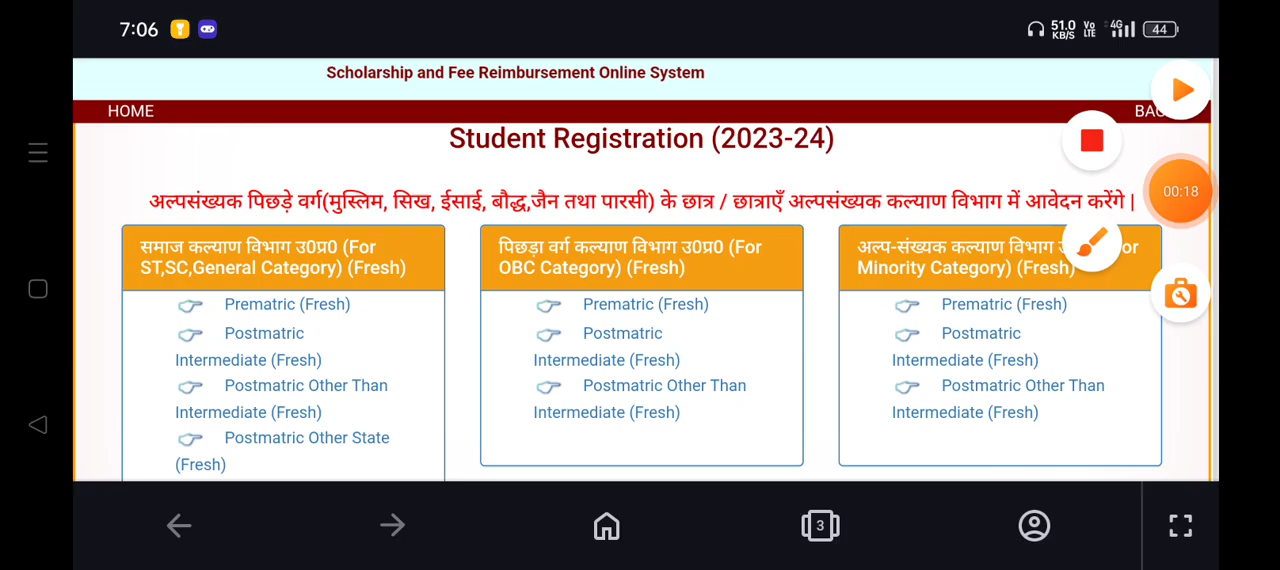 7:06
51.0
KB/S
Vo
LTE
4G
44
Scholarship and Fee Reimbursement Online System
HOME
Student Registration (2023-24)
00:18
अल्पसंख्यक पिछड़े वर्ग(मुस्लिम, सिख, ईसाई, बौद्ध,जैन तथा पारसी) के छात्र / छात्राएँ अल्पसंख्यक कल्याण विभाग में आवेदन करेंगे |
समाज कल्याण विभाग उ0प्र0 (For
ST,SC,General Category) (Fresh)
Prematric (Fresh)
Postmatric
Intermediate (Fresh)
Postmatric Other Than
Intermediate (Fresh)
Postmatric Other State
(Fresh)
पिछड़ा वर्ग कल्याण विभाग उ0प्र0 (For
OBC Category) (Fresh)
Prematric (Fresh)
Postmatric
Intermediate (Fresh)
Postmatric Other Than
Intermediate (Fresh)
अल्प-संख्यक कल्याण विभाग
Minority Category) (Fresh)
Prematric (Fresh)
Postmatric
Intermediate (Fresh)
Postmatric Other Than
Intermediate (Fresh)
3